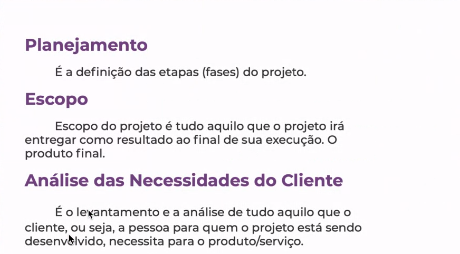 Planejamento
É a definição das etapas (fases) do projeto.
Escopo
Escopo do projeto é tudo aquilo que o projeto irá
entregar como resultado ao final de sua execução. O
produto final.
Análise das Necessidades do Cliente
É o levantamento e a análise de tudo aquilo que o
cliente, ou seja, a pessoa para quem o projeto está sendo
desenvolvido, necessita para o produto/serviço.